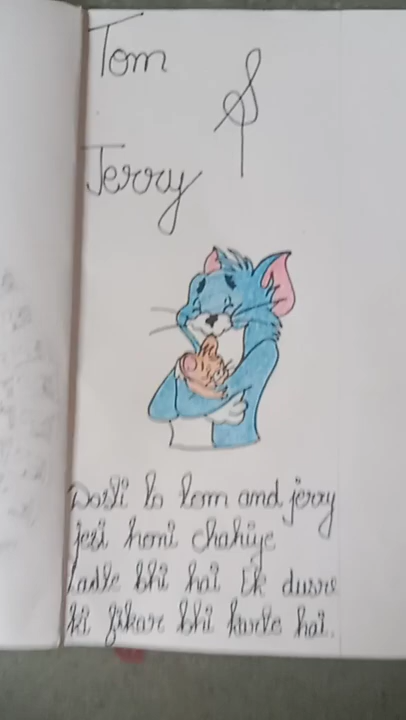 Tom
&
Jerry
Dosti to tom and jerry
jesi honi chahiye
Ladte bhi hai Ek dusre
ki fikar bhi karte hai.